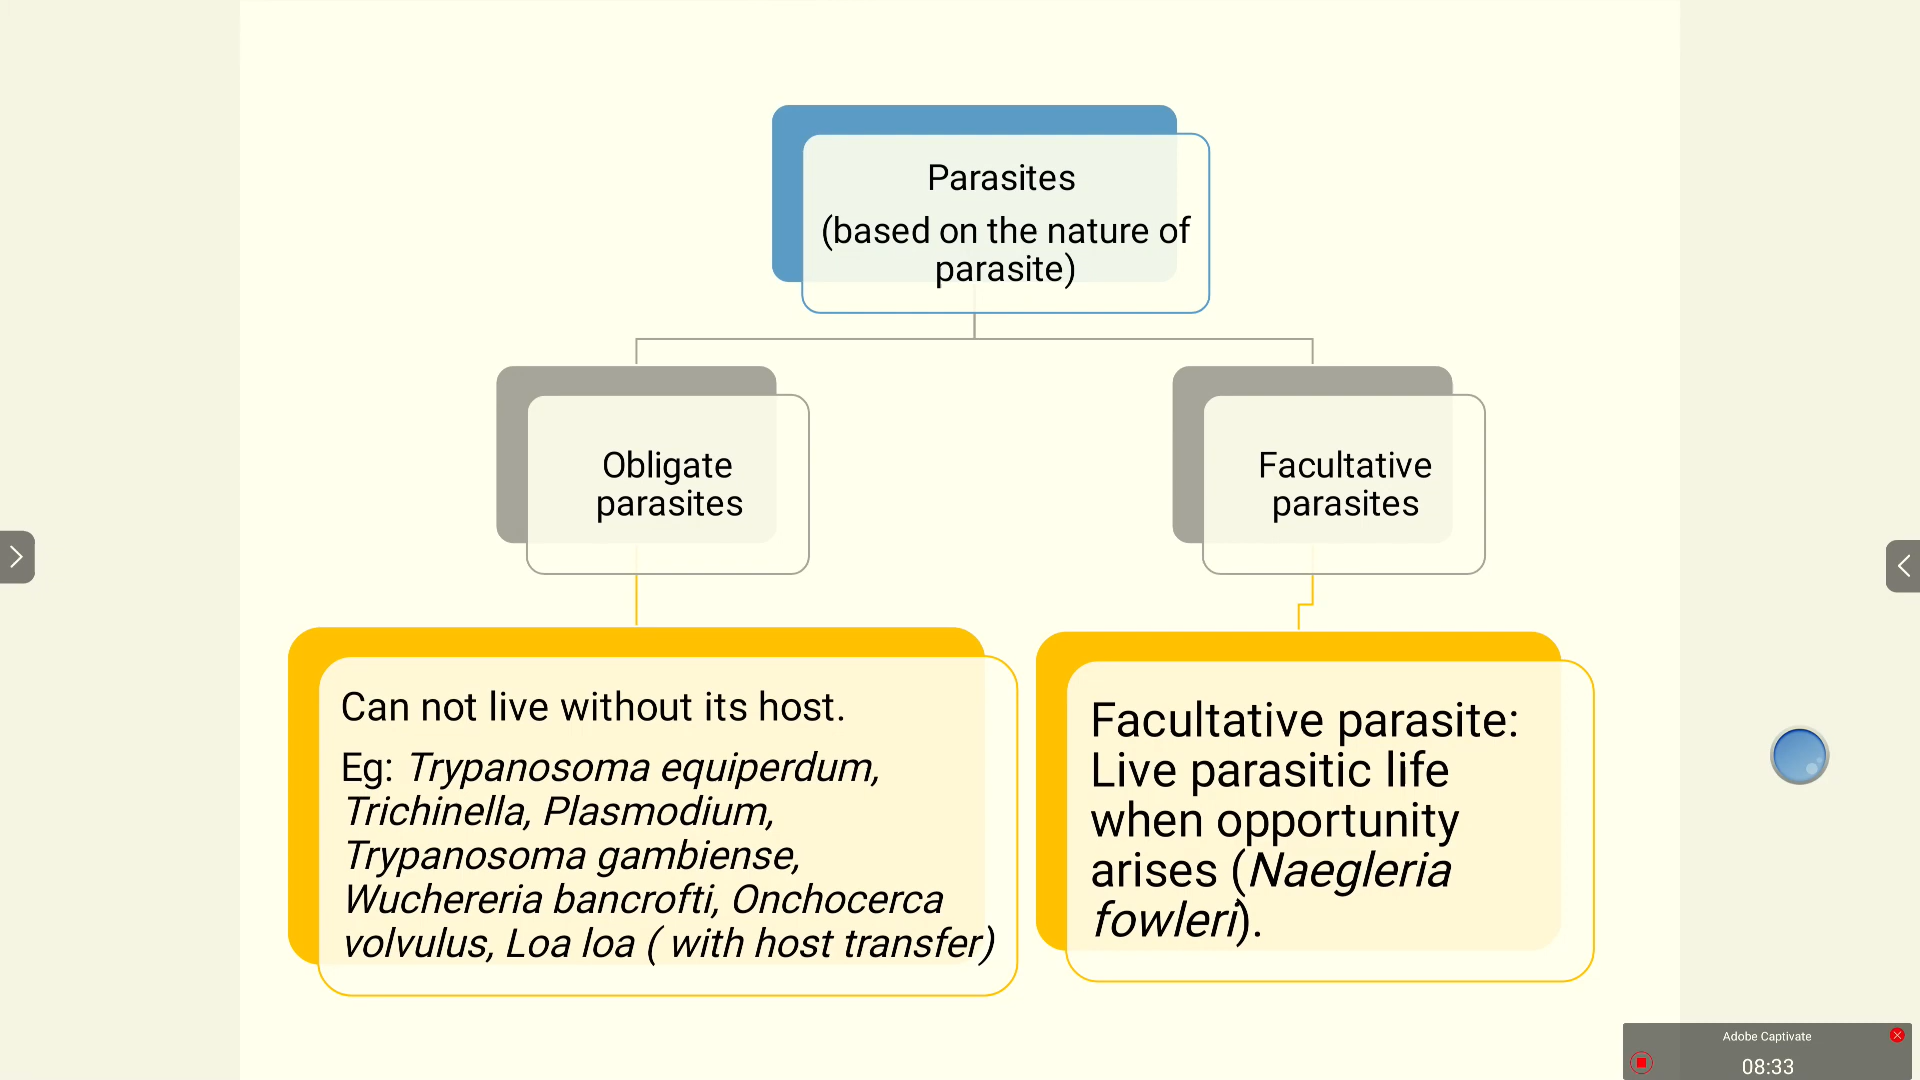 Parasites
(based on the nature of
parasite)
Obligate
parasites
Facultative
parasites
Can not live without its host.
Eg: Trypanosoma equiperdum,
Trichinella, Plasmodium,
Trypanosoma gambiense,
Wuchereria bancrofti, Onchocerca
volvulus, Loa loa ( with host transfer)
Facultative parasite:
Live parasitic life
when opportunity
arises (Naegleria
fowleri).
Adobe Captivate
08:33